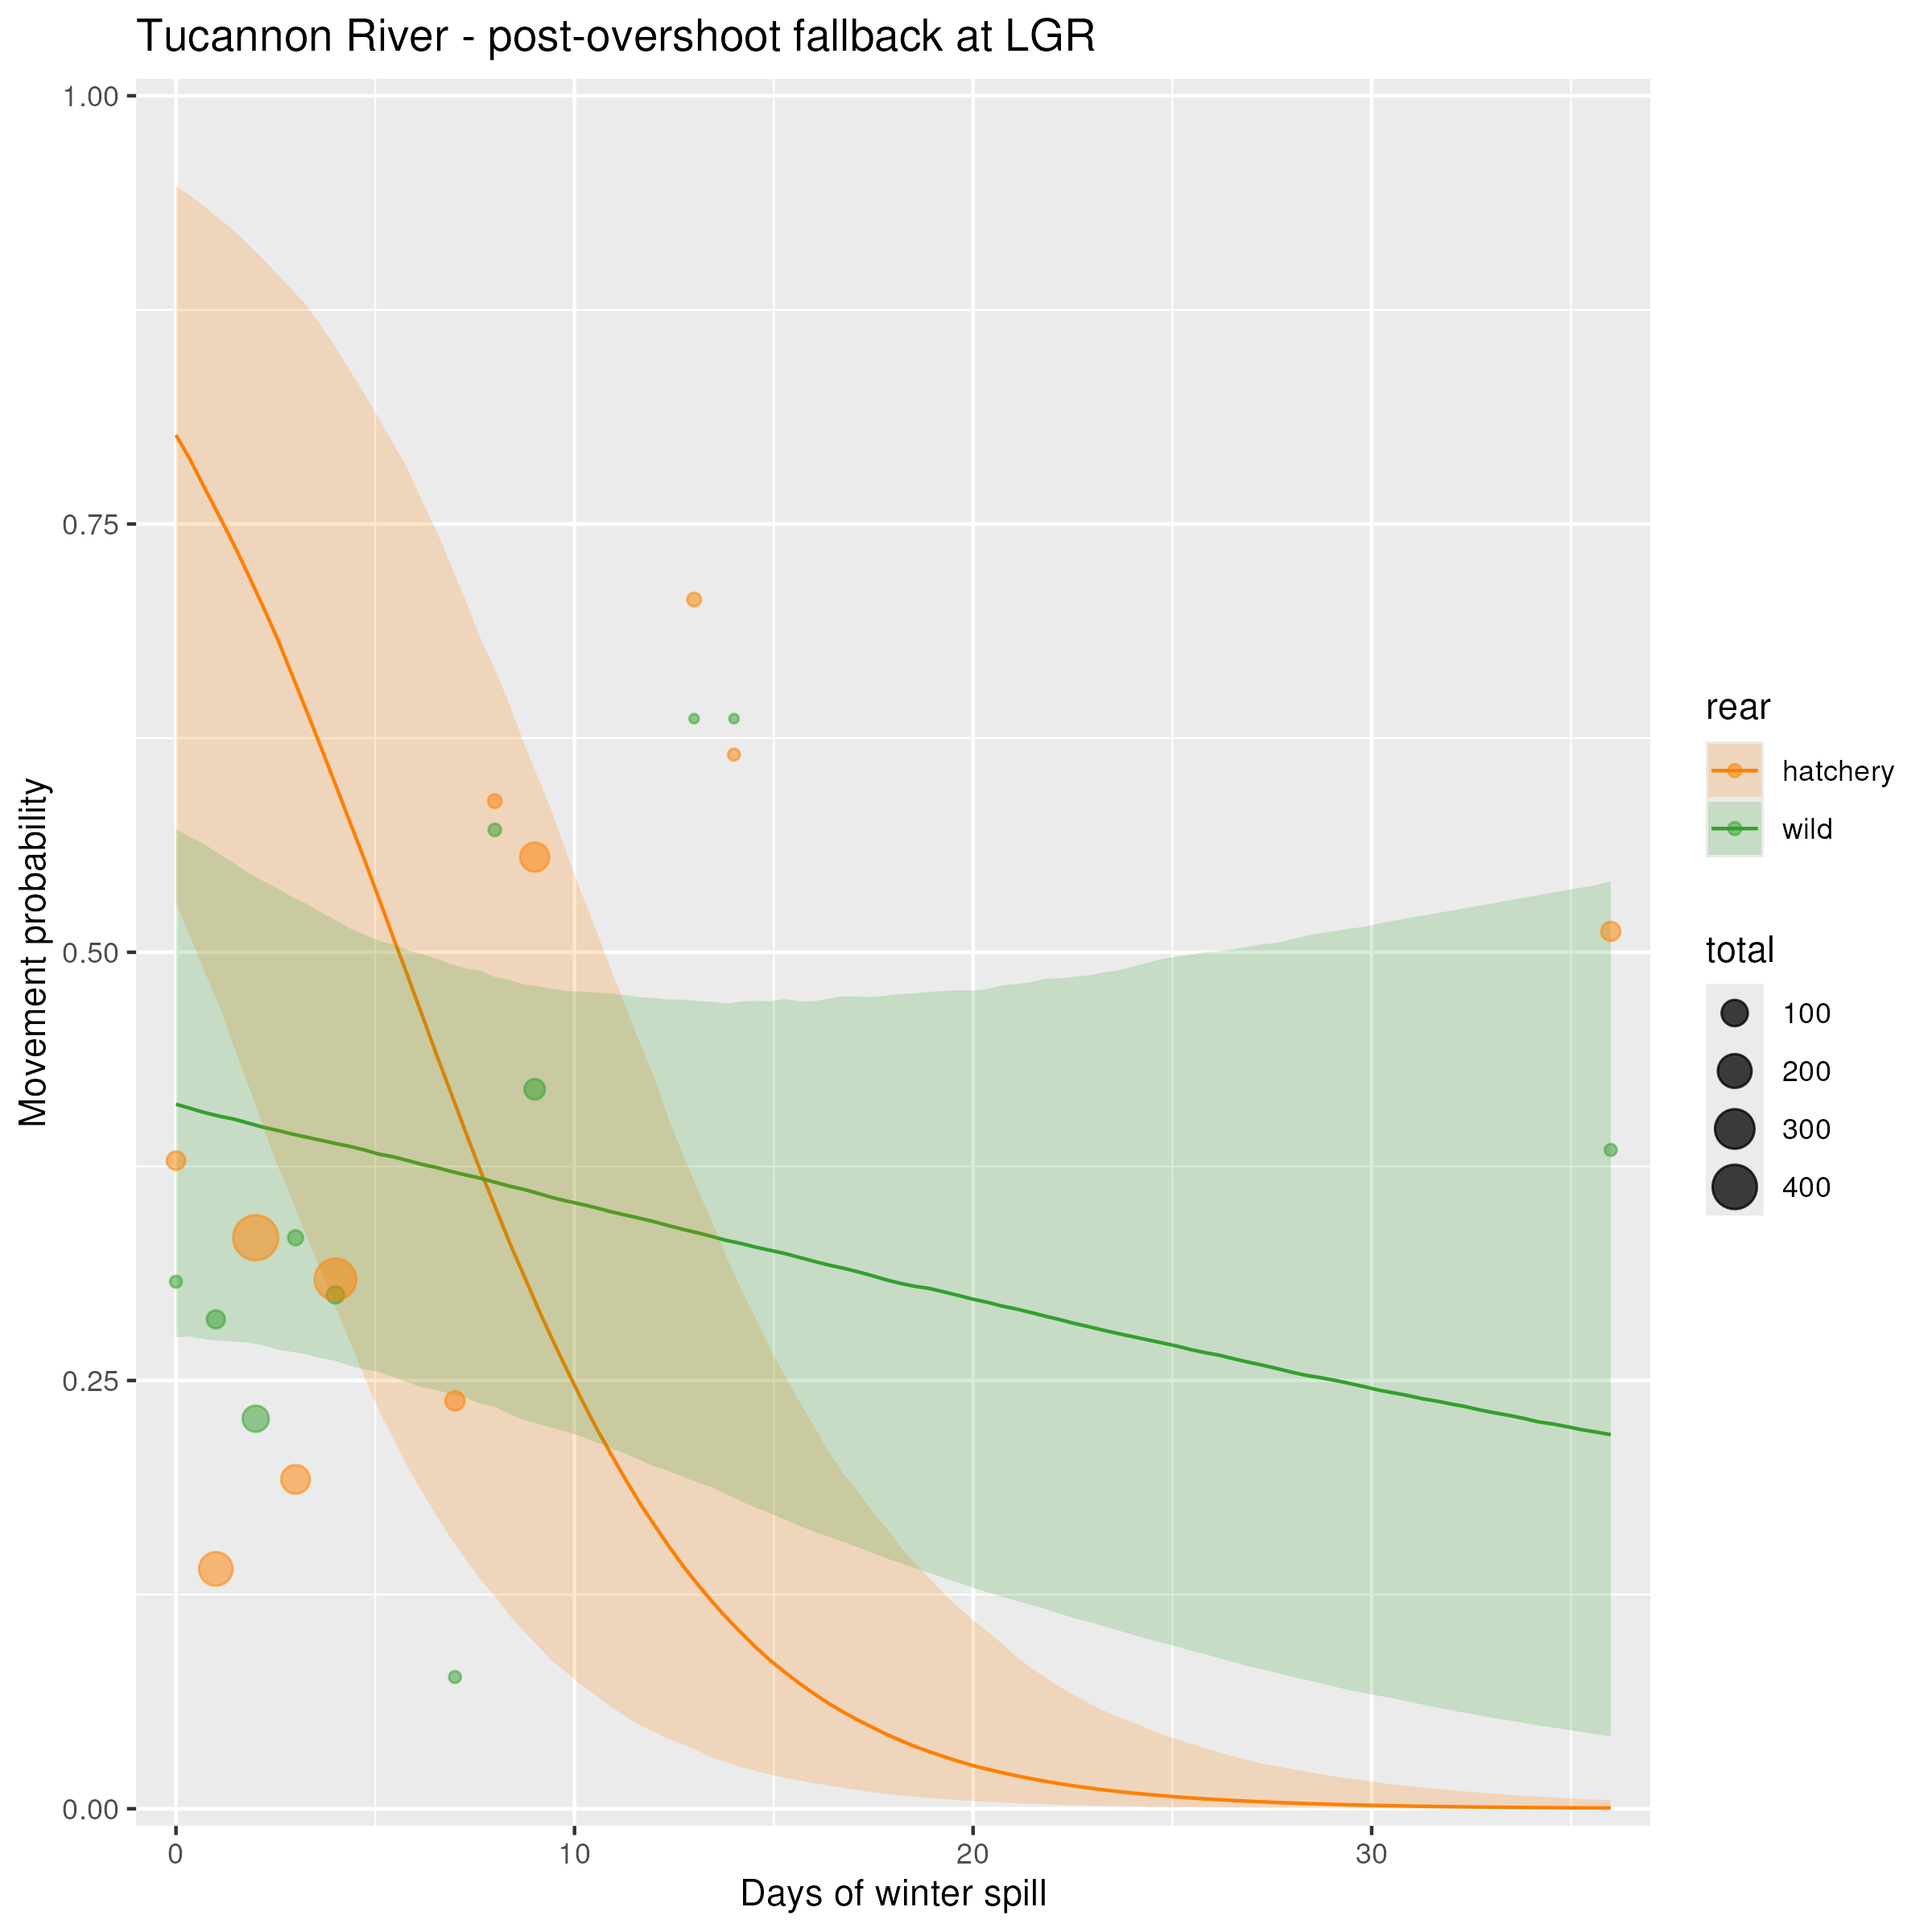 Tucannon River - post-overshoot fallback at LGR
Movement probability
1.00
0.75
0.50
0.25
0.00
0
10
20
30
Days of winter spill
rear
hatchery
wild
total
100
200
300
400